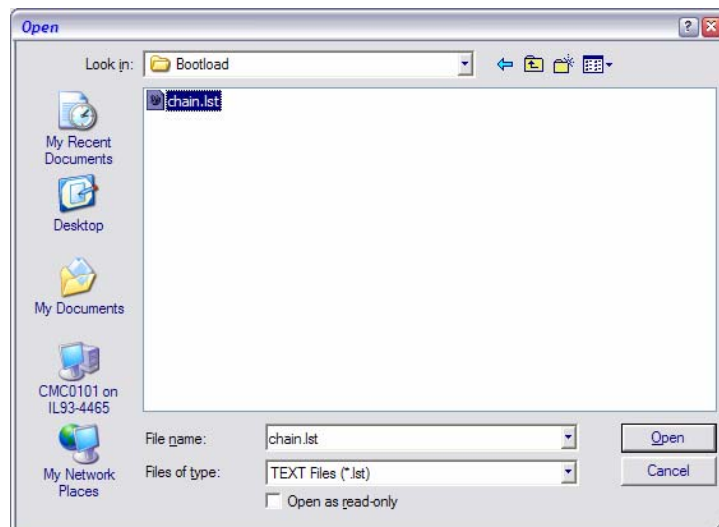 Open
Look in:
Bootload
chain.lst
My Recent
Documents
Desktop
My Documents
CMC0101 on
IL93-4465
My Network
Places
File name:
chain.lst
Open
Files of type:
TEXT Files (*.lst)
Cancel
Open as read-only